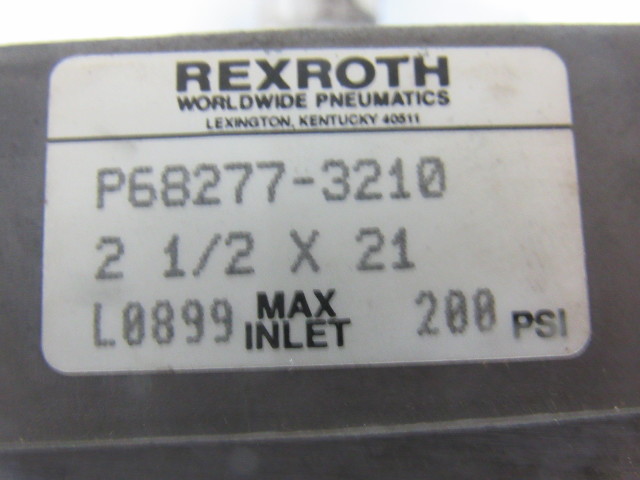 REXROTH
WORLDWIDE PNEUMATICS
LEXINGTON, KENTUCKY 40511
P68277-3210
2 1/2 X 21
L0899 MAX INLET 200 PSI